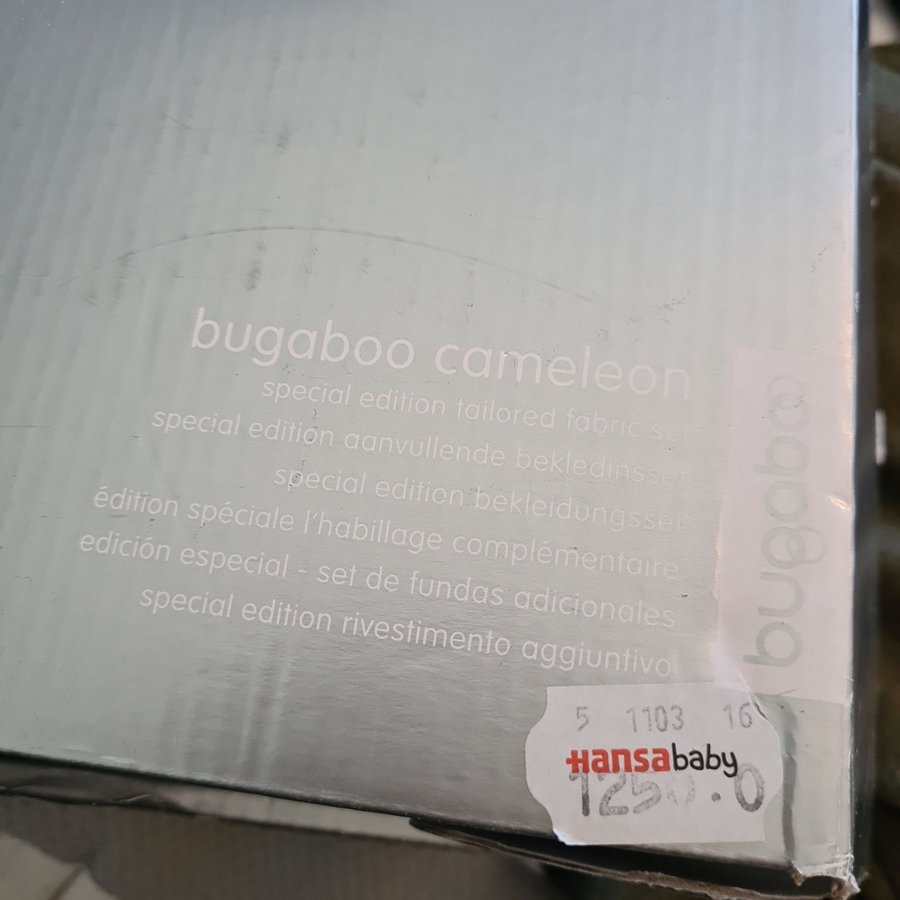 bugaboo cameleon
special edition tailored fabric set
special edition aanvullende bekledinsset
special edition bekleidungsset
édition spéciale l'habillage complémentaire
edición especial - set de fundas adicionales
special edition rivestimento aggiuntivo
bugaboo
5 1103 16
Hansababy